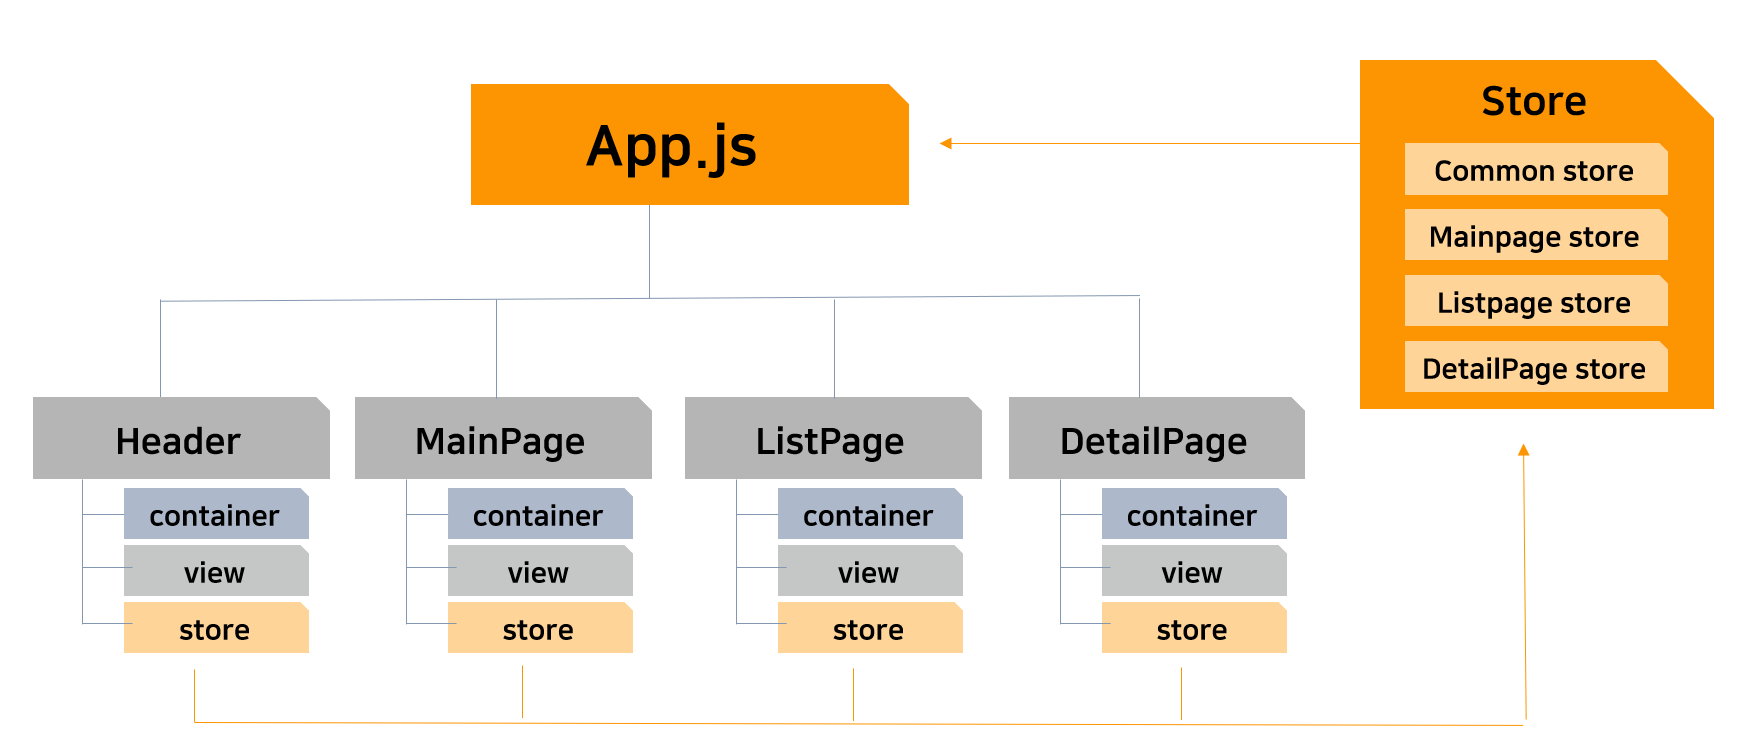 App.js
Store
Common store
Mainpage store
Listpage store
DetailPage store
Header
container
view
store
MainPage
container
view
store
ListPage
container
view
store
DetailPage
container
view
store